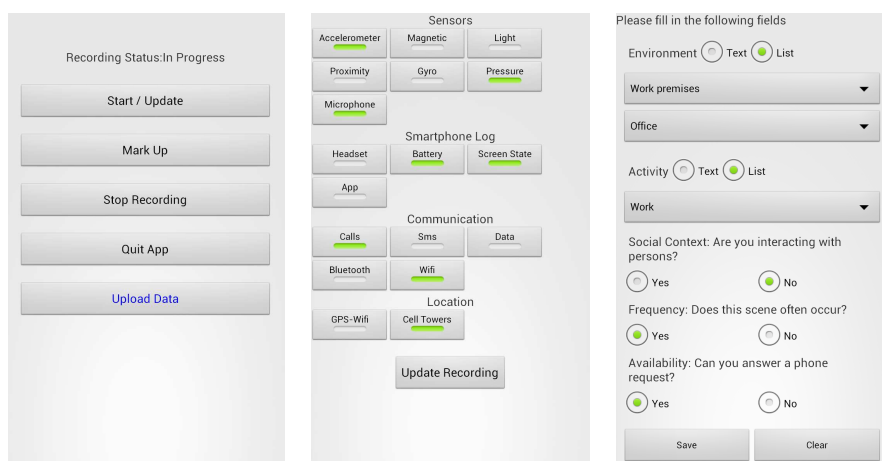 Recording Status:In Progress
Start / Update
Mark Up
Stop Recording
Quit App
Upload Data
Sensors
Accelerometer Magnetic Light
Proximity Gyro Pressure
Microphone
Smartphone Log
Headset Battery Screen State
App
Communication
Calls Sms Data
Bluetooth Wifi
Location
GPS-Wifi Cell Towers
Update Recording
Please fill in the following fields
Environment Text List
Work premises
Office
Activity Text List
Work
Social Context: Are you interacting with
persons?
Yes No
Frequency: Does this scene often occur?
Yes No
Availability: Can you answer a phone
request?
Yes No
Save Clear